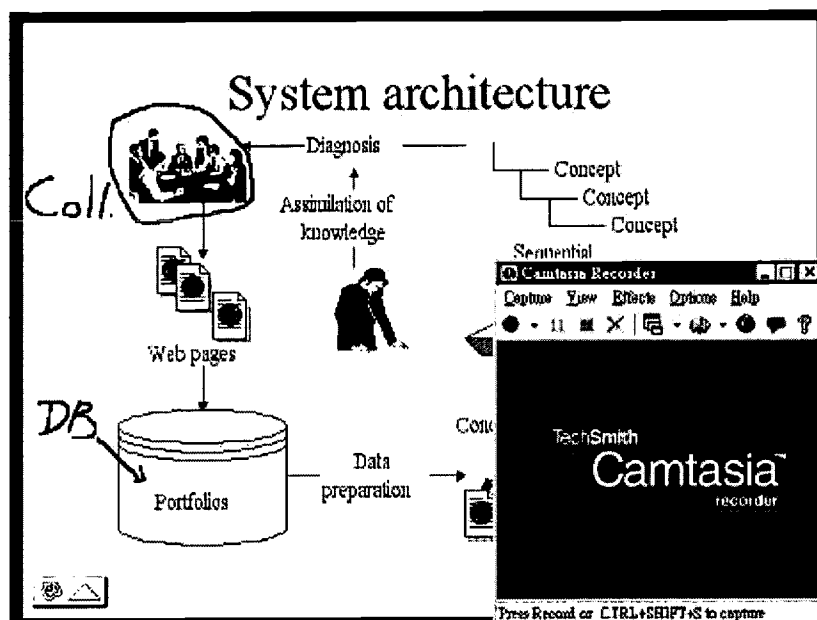 System architecture
Coll.
Diagnosis
Concept
Concept
Concept
Assimilation of
knowledge
Sequential
Web pages
Camtasia Recorder
Capture View Effects Options Help
DB
Portfolios
Data
preparation
TechSmith
Camtasia™
recorder
Press Record or CTRL+SHIFT+S to capture